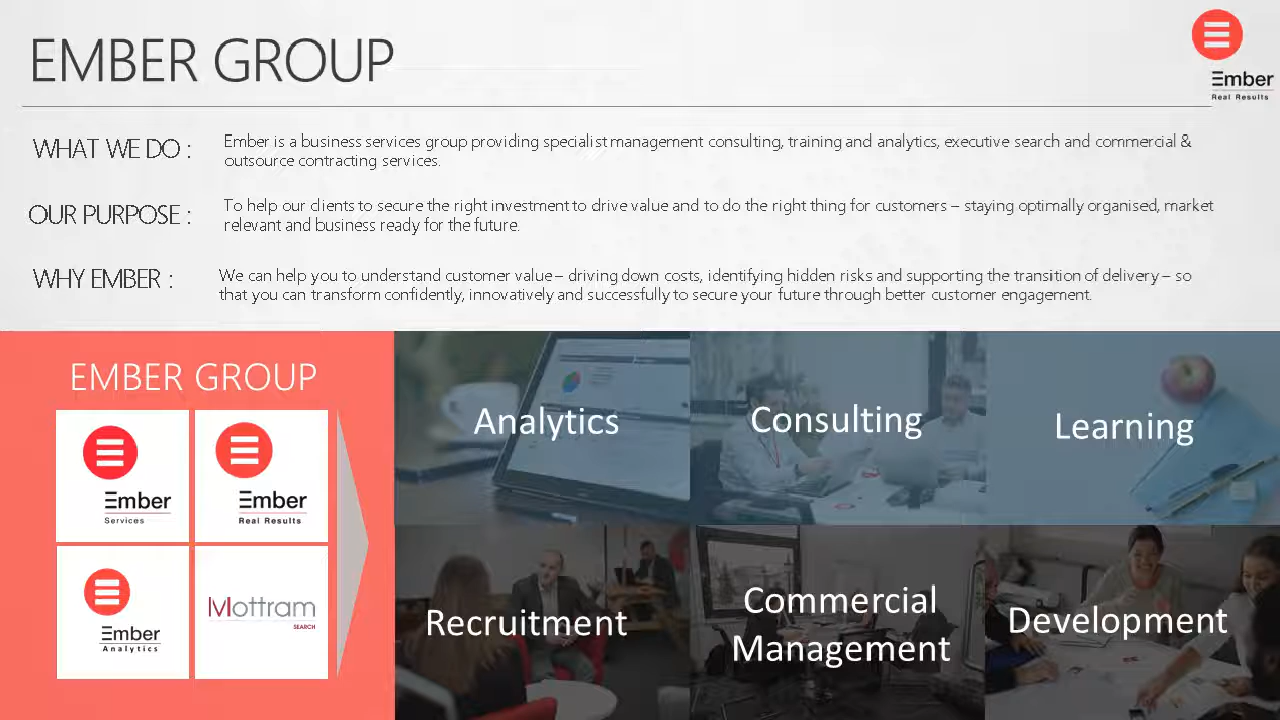 EMBER GROUP
Ember
Real Results
WHAT WE DO :
Ember is a business services group providing specialist management consulting, training and analytics, executive search and commercial &
outsource contracting services.
OUR PURPOSE :
To help our clients to secure the right investment to drive value and to do the right thing for customers – staying optimally organised, market
relevant and business ready for the future.
WHY EMBER :
We can help you to understand customer value – driving down costs, identifying hidden risks and supporting the transition of delivery – so
that you can transform confidently, innovatively and successfully to secure your future through better customer engagement.
EMBER GROUP
Ember
Services
Ember
Real Results
Ember
Analytics
Mottram
SEARCH
Analytics
Consulting
Learning
Recruitment
Commercial
Management
Development